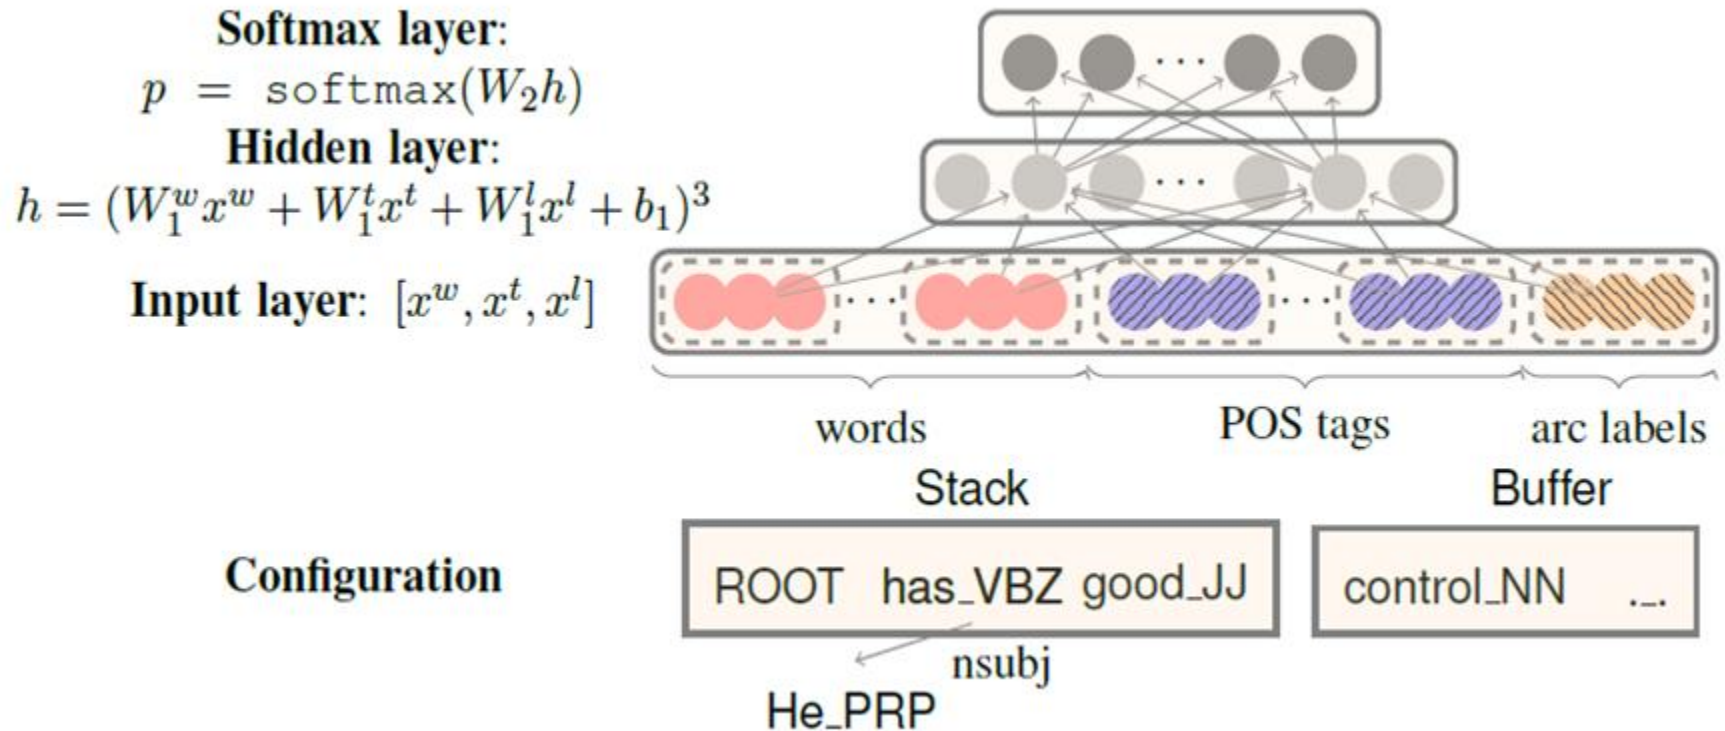 Softmax layer:
p = softmax(W₂h)
Hidden layer:
h = (W₁ʷxʷ + W₁ᵗxᵗ + W₁ˡxˡ + b₁)³
Input layer: [xʷ, xᵗ, xˡ]
· · ·
· · ·
· · · · · ·
words POS tags arc labels
Stack Buffer
Configuration ROOT has_VBZ good_JJ control_NN ._.
nsubj
He_PRP